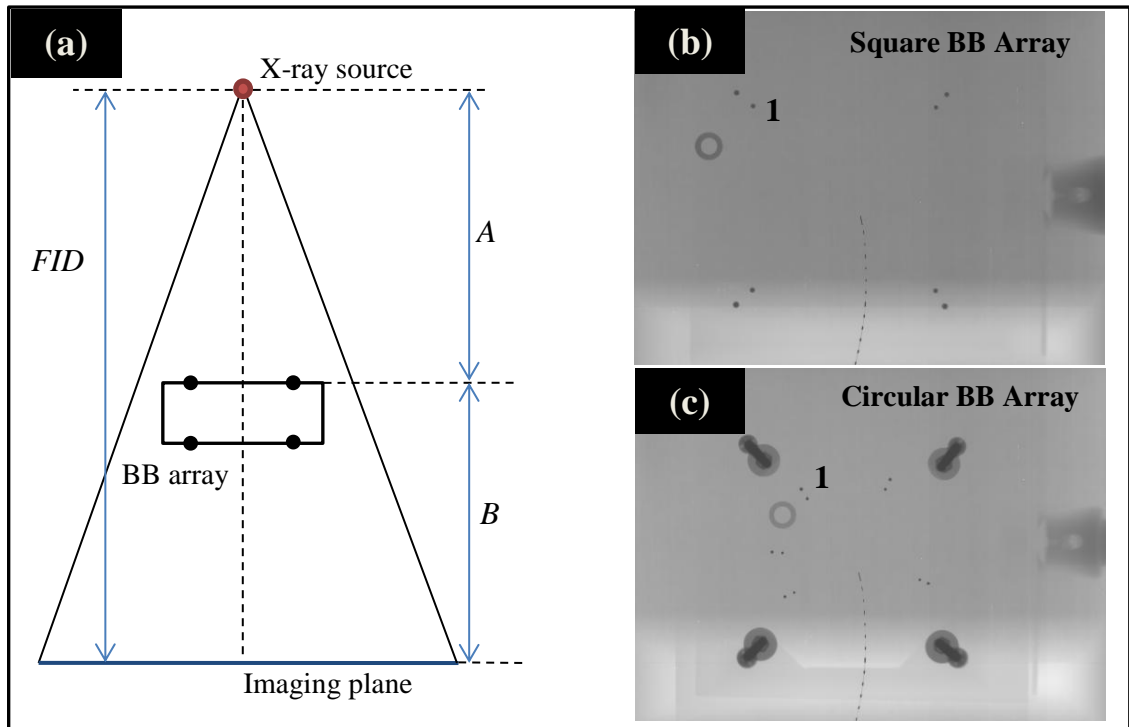 (a)
X-ray source
FID
A
BB array
B
Imaging plane
(b)
Square BB Array
1
(c)
Circular BB Array
1